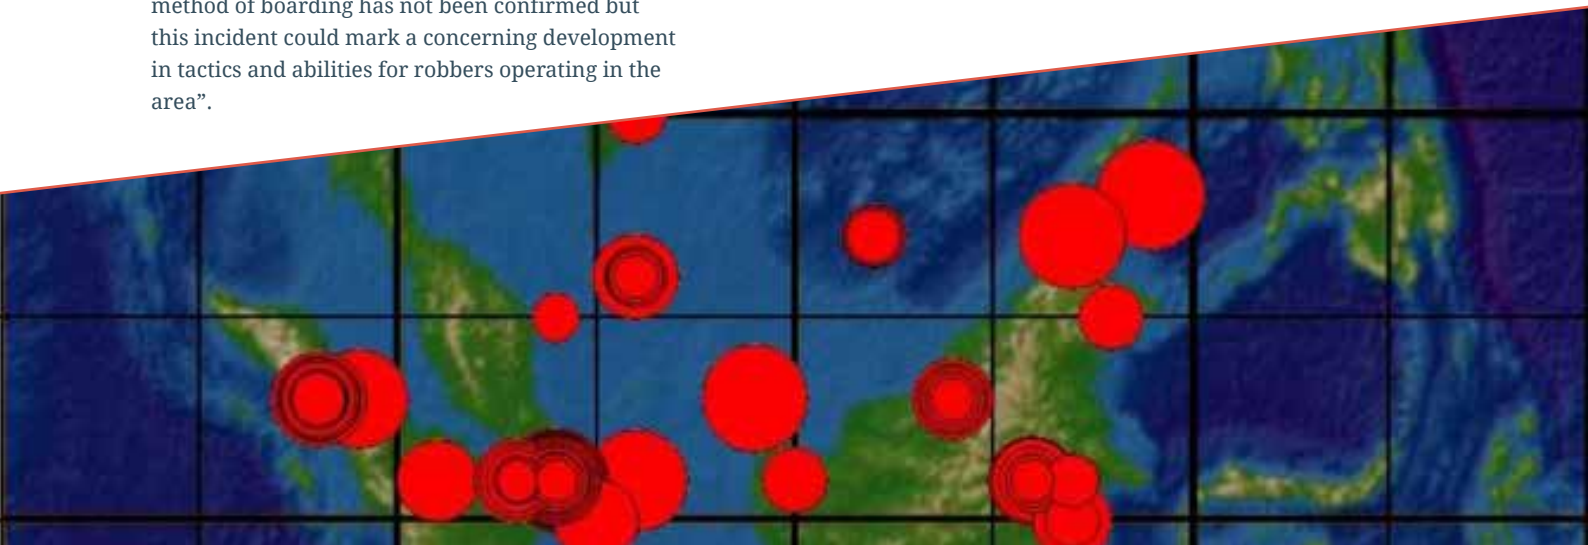 method of boarding has not been confirmed but
this incident could mark a concerning development
in tactics and abilities for robbers operating in the
area”.